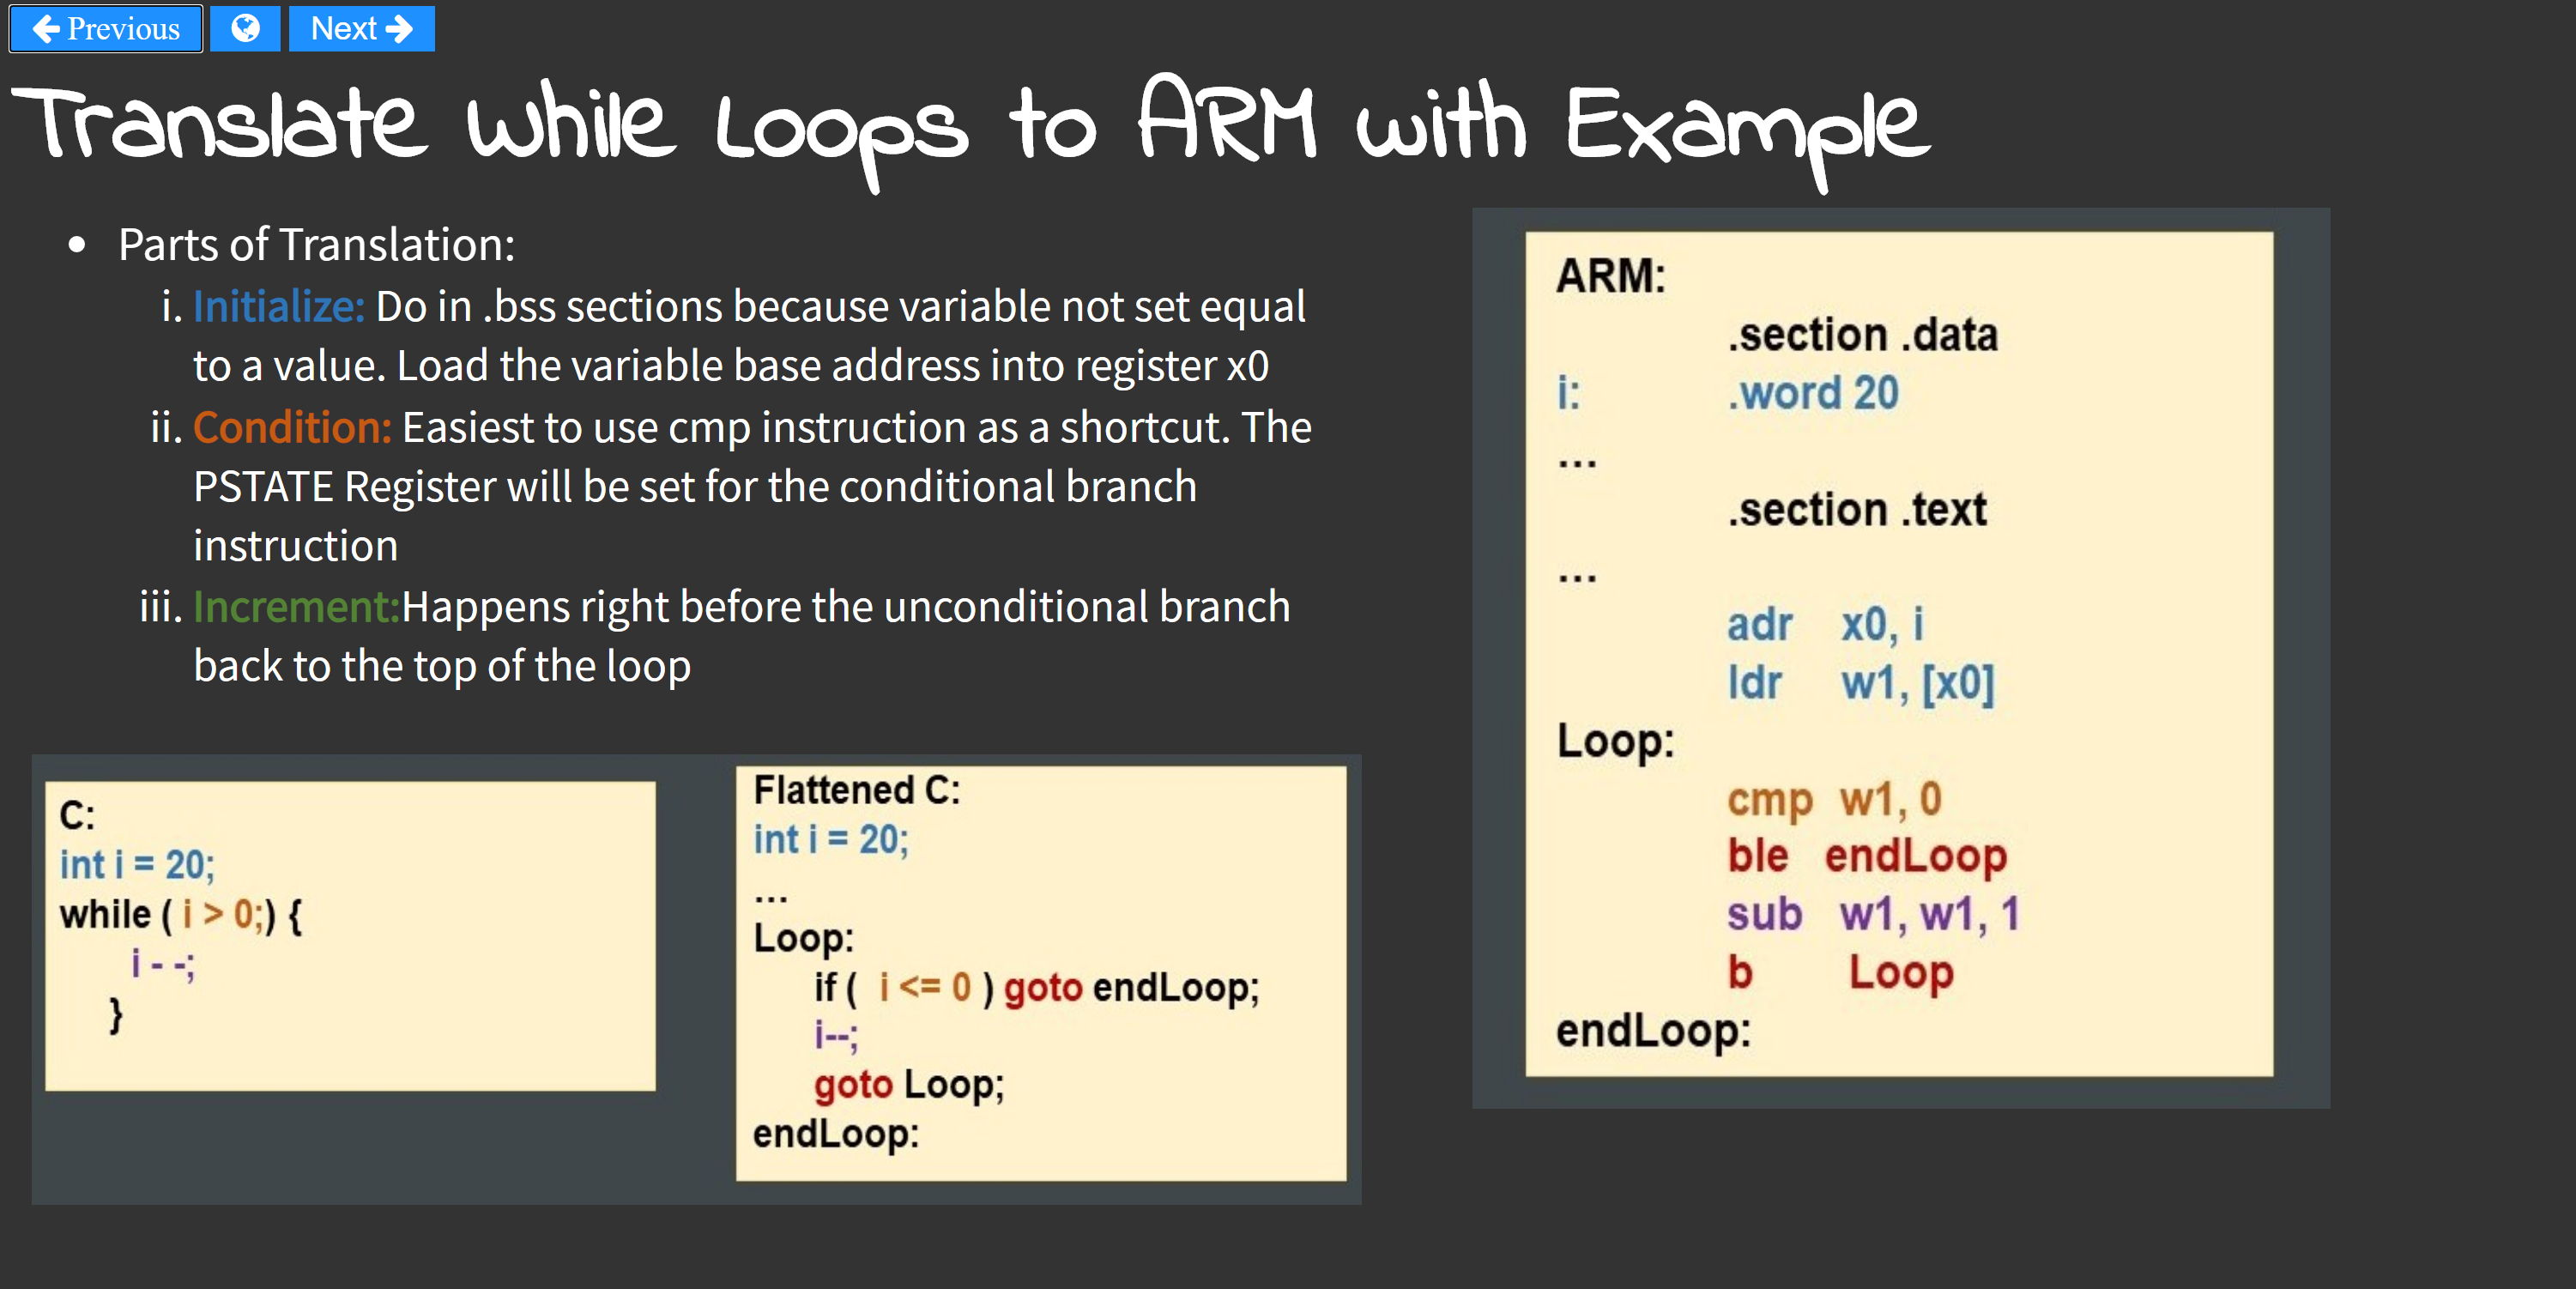 Previous
Next
Translate While Loops to ARM with Example
• Parts of Translation:
i. Initialize: Do in .bss sections because variable not set equal
to a value. Load the variable base address into register x0
ii. Condition: Easiest to use cmp instruction as a shortcut. The
PSTATE Register will be set for the conditional branch
instruction
iii. Increment:Happens right before the unconditional branch
back to the top of the loop
C:
int i = 20;
while ( i > 0;) {
i - -;
}
Flattened C:
int i = 20;
...
Loop:
if ( i <= 0 ) goto endLoop;
i--;
goto Loop;
endLoop:
ARM:
.section .data
i: .word 20
...
.section .text
...
adr x0, i
ldr w1, [x0]
Loop:
cmp w1, 0
ble endLoop
sub w1, w1, 1
b Loop
endLoop: